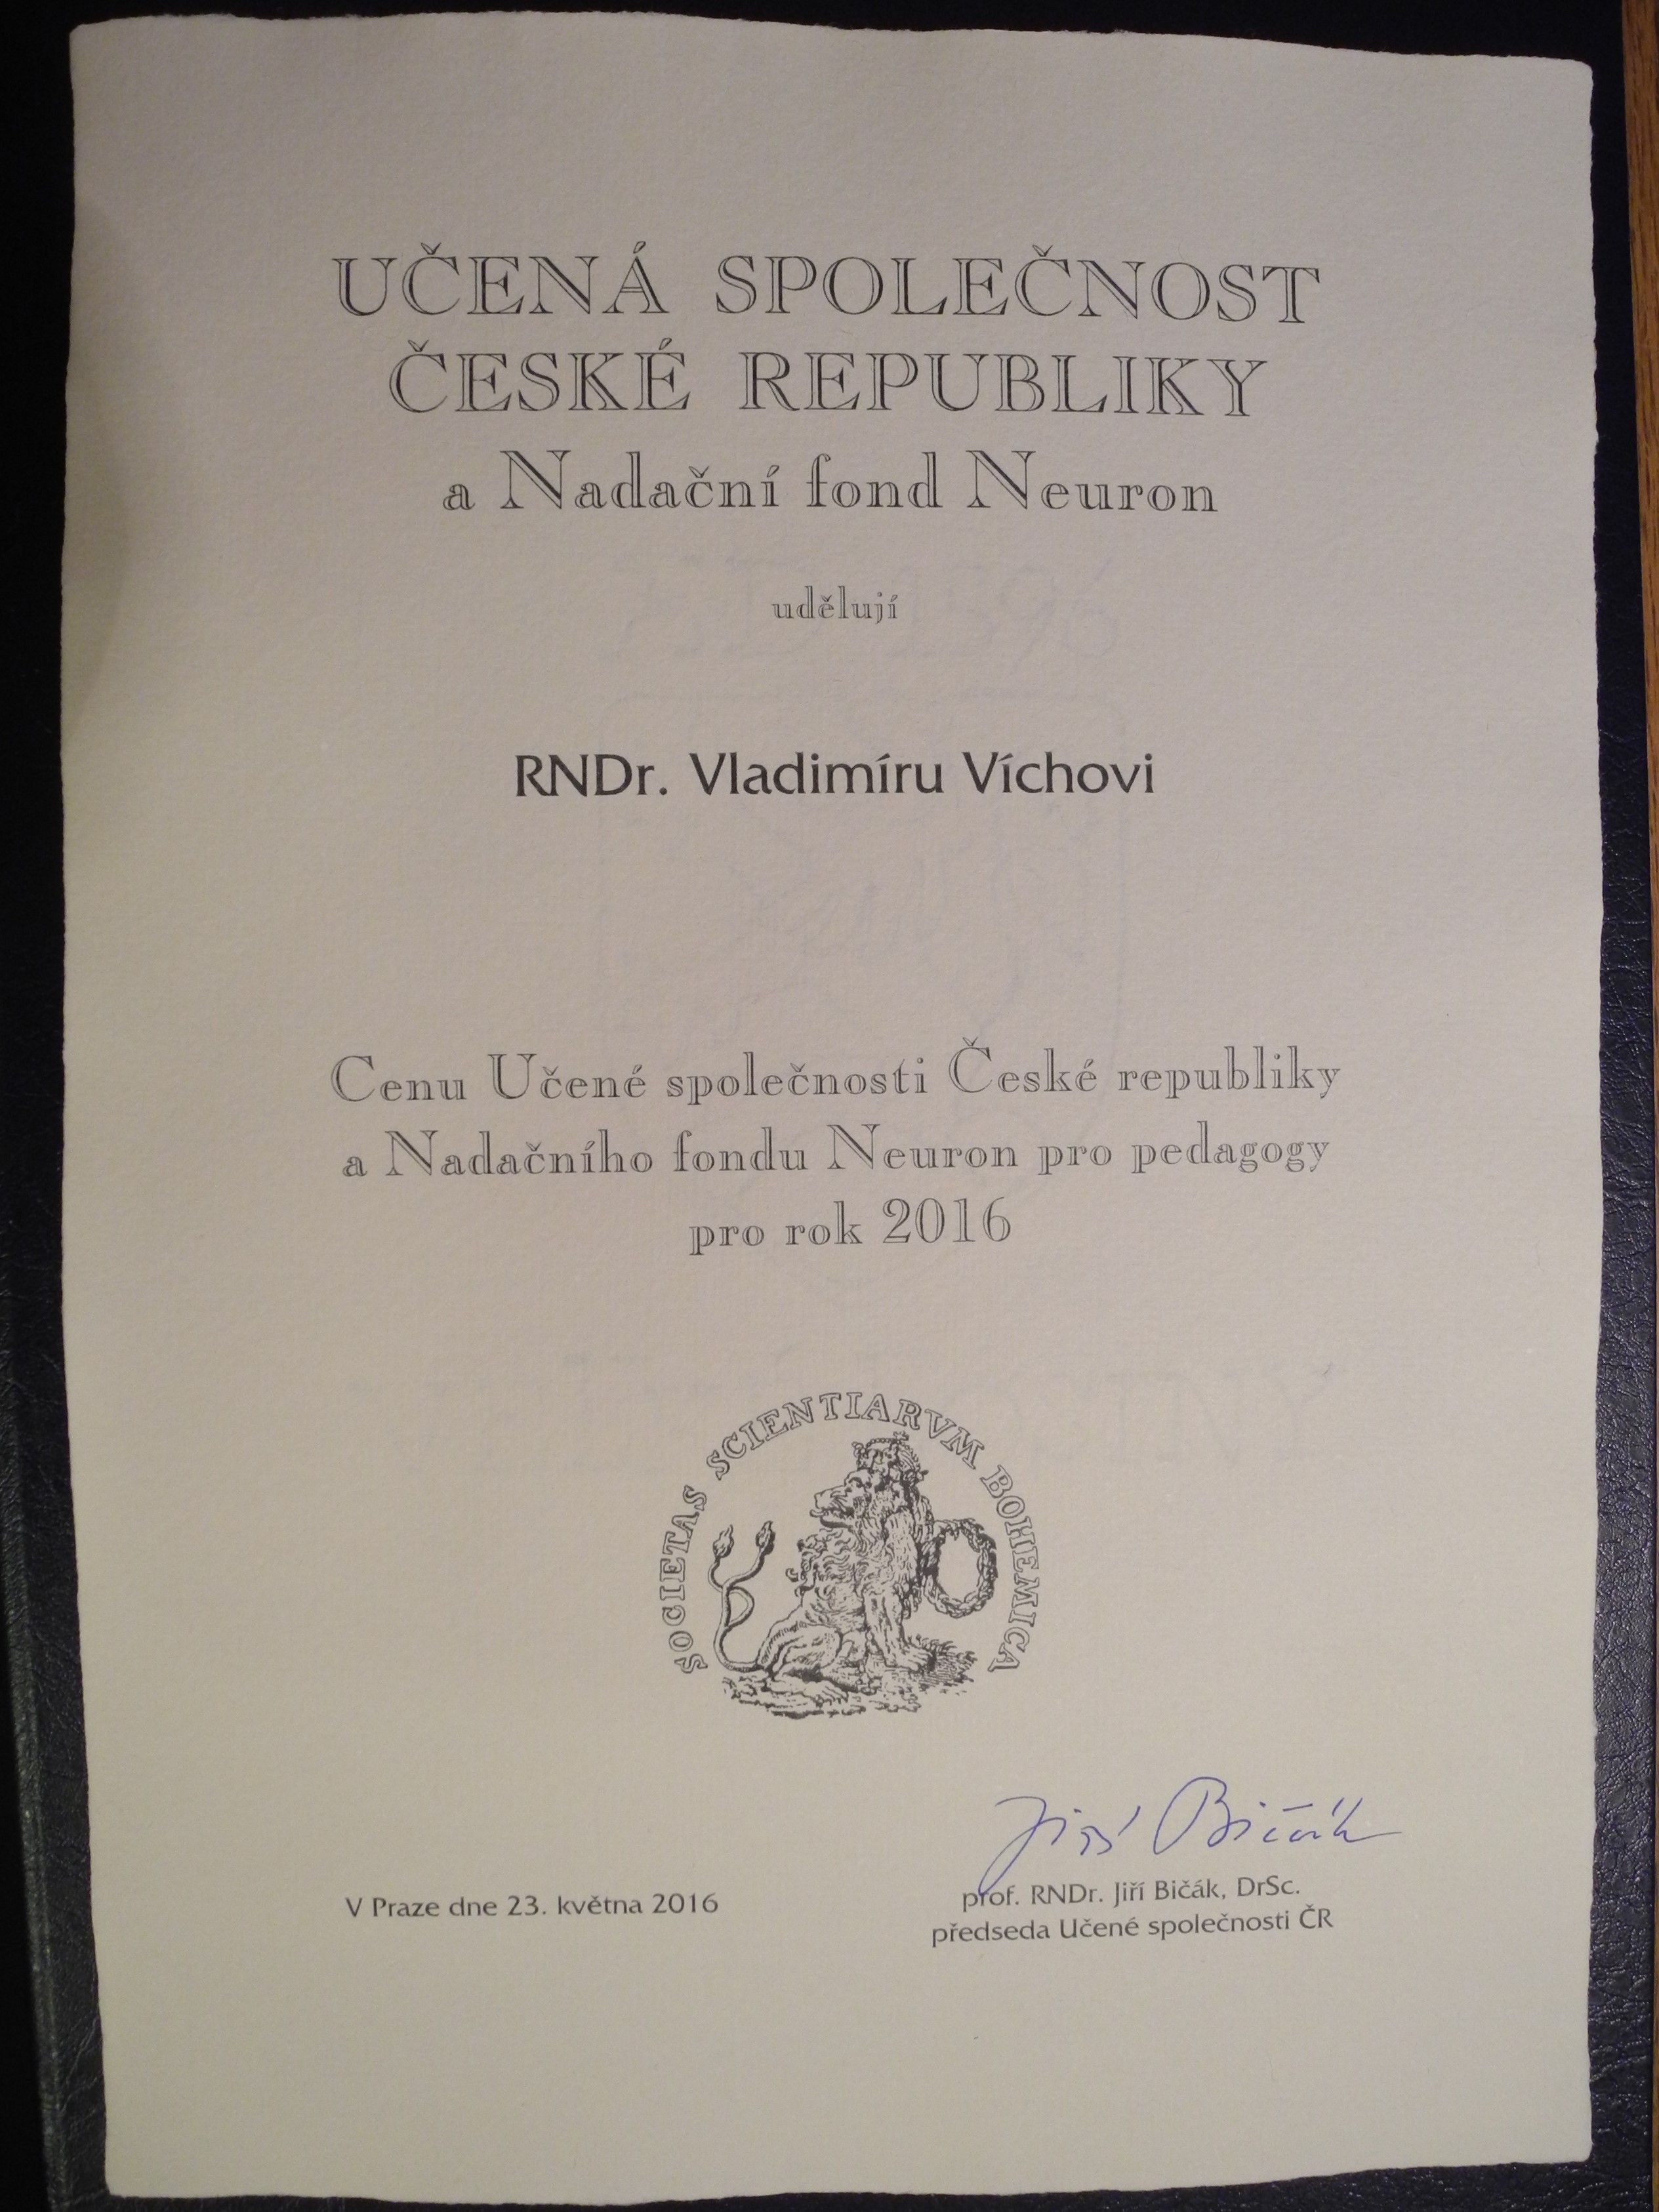 UČENÁ SPOLEČNOST
ČESKÉ REPUBLIKY
a Nadační fond Neuron
udělují
RNDr. Vladimíru Víchovi
Cenu Učené společnosti České republiky
a Nadačního fondu Neuron pro pedagogy
pro rok 2016
SOCIETAS SCIENTIARVM BOHEMICA
Jiří Bičák
V Praze dne 23. května 2016
prof. RNDr. Jiří Bičák, DrSc.
předseda Učené společnosti ČR